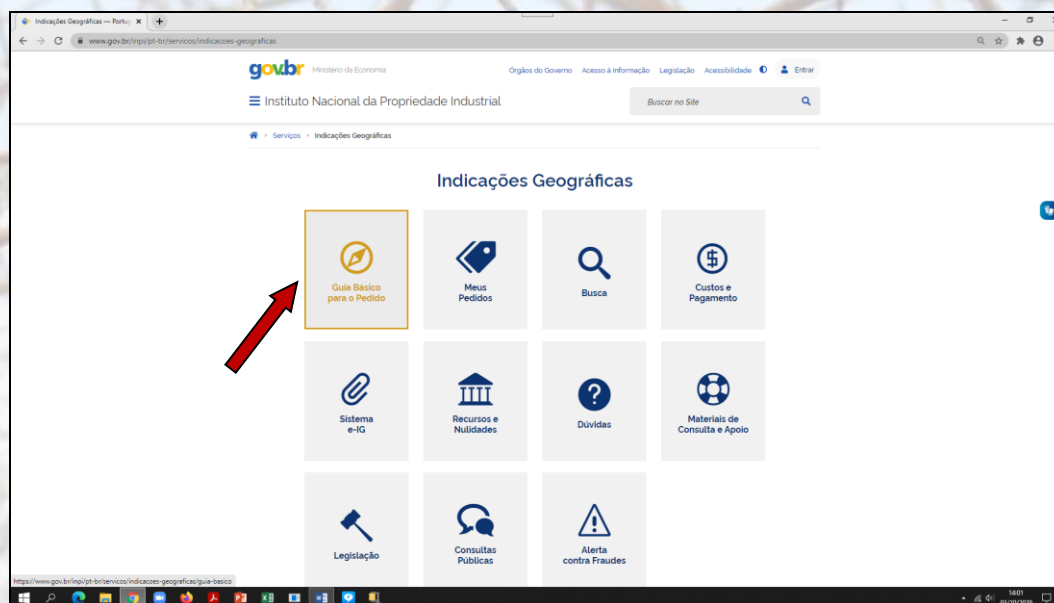 Indicações Geográficas — Portu
www.gov.br/inpi/pt-br/servicos/indicacoes-geograficas
gov.br Ministério da Economia Órgãos do Governo Acesso à Informação Legislação Acessibilidade Entrar
Instituto Nacional da Propriedade Industrial Buscar no Site
Serviços > Indicações Geográficas
Indicações Geográficas
Guia Básico
para o Pedido
Meus
Pedidos
Busca
Custos e
Pagamento
Sistema
e-IG
Recursos e
Nulidades
Dúvidas
Materiais de
Consulta e Apoio
Legislação
Consultas
Públicas
Alerta
contra Fraudes
https://www.gov.br/inpi/pt-br/servicos/indicacoes-geograficas/guia-basico
14:01